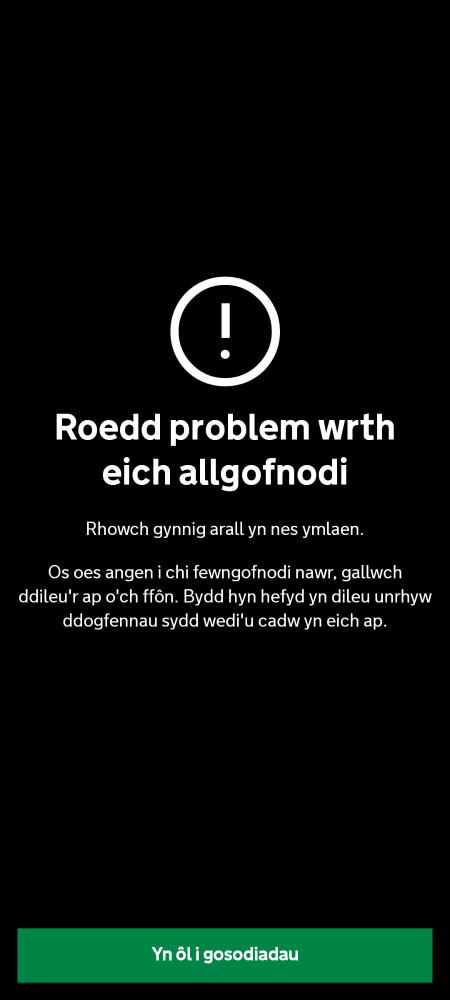 Roedd problem wrth
eich allgofnodi
Rhowch gynnig arall yn nes ymlaen.
Os oes angen i chi fewngofnodi nawr, gallwch
ddileu'r ap o'ch ffôn. Bydd hyn hefyd yn dileu unrhyw
ddogfennau sydd wedi'u cadw yn eich ap.
Yn ôl i gosodiadau